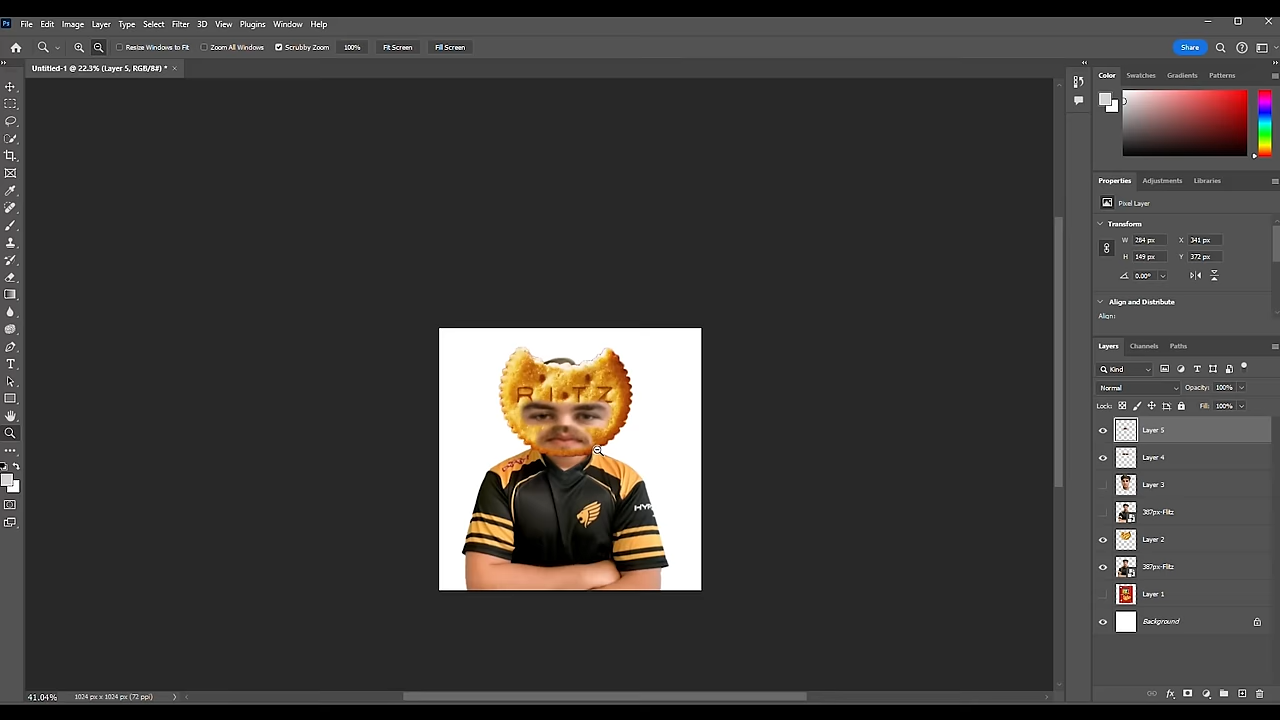 File Edit Image Layer Type Select Filter 3D View Plugins Window Help
Resize Windows to Fit Zoom All Windows Scrubby Zoom 100% Fit Screen Fill Screen Share
Untitled-1 @ 22.3% (Layer 5, RGB/8#) *
Color Swatches Gradients Patterns
Properties Adjustments Libraries
Pixel Layer
Transform
W 284 px X 341 px
H 149 px Y 372 px
0.00°
Align and Distribute
Align:
Layers Channels Paths
Kind
Normal Opacity: 100%
Lock: Fill: 100%
Layer 5
Layer 4
Layer 3
387px-Flitz
Layer 2
387px-Flitz
Layer 1
Background
RITZ
41.04% 1024 px x 1024 px (72 ppi)